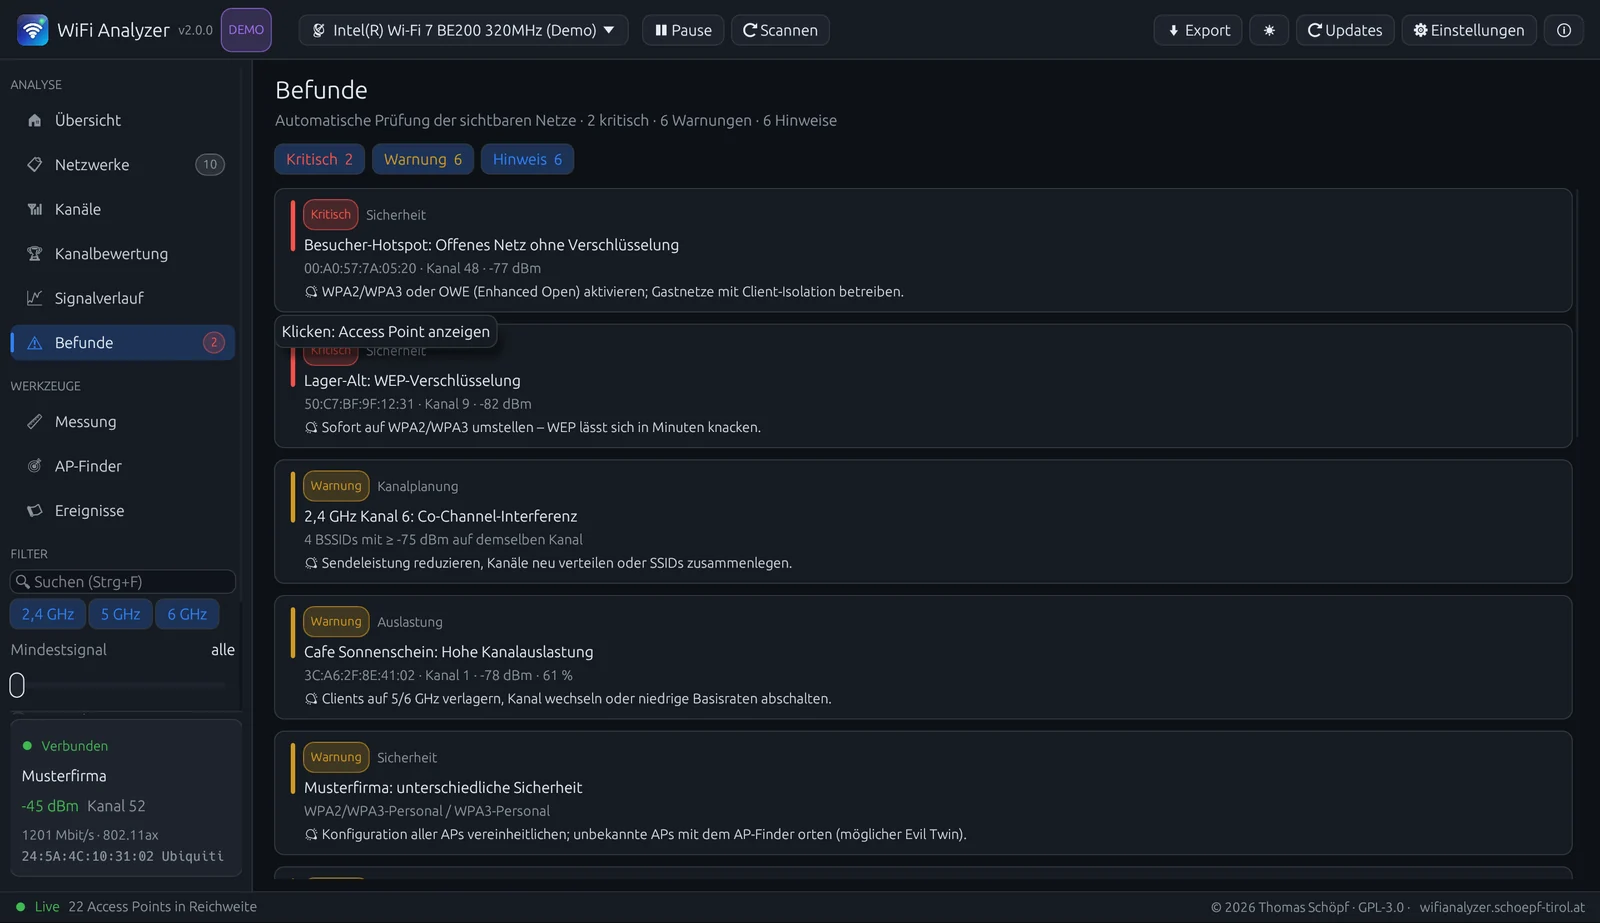 WiFi Analyzer v2.0.0 DEMO
Intel(R) Wi-Fi 7 BE200 320MHz (Demo)
Pause
Scannen
Export
Updates
Einstellungen
ANALYSE
Übersicht
Netzwerke 10
Kanäle
Kanalbewertung
Signalverlauf
Befunde 2
WERKZEUGE
Messung
AP-Finder
Ereignisse
FILTER
Suchen (Strg+F)
2,4 GHz 5 GHz 6 GHz
Mindestsignal alle
Verbunden
Musterfirma
-45 dBm Kanal 52
1201 Mbit/s · 802.11ax
24:5A:4C:10:31:02 Ubiquiti
Befunde
Automatische Prüfung der sichtbaren Netze · 2 kritisch · 6 Warnungen · 6 Hinweise
Kritisch 2 Warnung 6 Hinweis 6
Kritisch Sicherheit
Besucher-Hotspot: Offenes Netz ohne Verschlüsselung
00:A0:57:7A:05:20 · Kanal 48 · -77 dBm
WPA2/WPA3 oder OWE (Enhanced Open) aktivieren; Gastnetze mit Client-Isolation betreiben.
Klicken: Access Point anzeigen
Kritisch Sicherheit
Lager-Alt: WEP-Verschlüsselung
50:C7:BF:9F:12:31 · Kanal 9 · -82 dBm
Sofort auf WPA2/WPA3 umstellen – WEP lässt sich in Minuten knacken.
Warnung Kanalplanung
2,4 GHz Kanal 6: Co-Channel-Interferenz
4 BSSIDs mit ≥ -75 dBm auf demselben Kanal
Sendeleistung reduzieren, Kanäle neu verteilen oder SSIDs zusammenlegen.
Warnung Auslastung
Cafe Sonnenschein: Hohe Kanalauslastung
3C:A6:2F:8E:41:02 · Kanal 1 · -78 dBm · 61 %
Clients auf 5/6 GHz verlagern, Kanal wechseln oder niedrige Basisraten abschalten.
Warnung Sicherheit
Musterfirma: unterschiedliche Sicherheit
WPA2/WPA3-Personal / WPA3-Personal
Konfiguration aller APs vereinheitlichen; unbekannte APs mit dem AP-Finder orten (möglicher Evil Twin).
Live 22 Access Points in Reichweite
© 2026 Thomas Schöpf · GPL-3.0 · wifianalyzer.schoepf-tirol.at